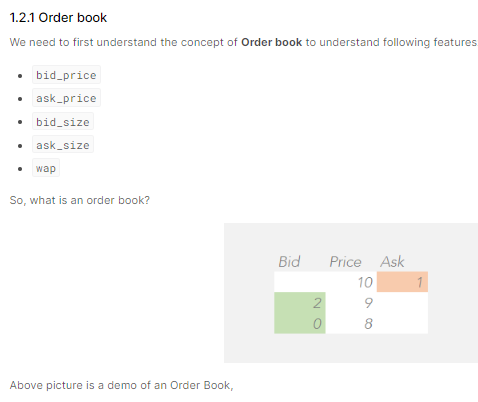 1.2.1 Order book
We need to first understand the concept of Order book to understand following features
bid_price
ask_price
bid_size
ask_size
wap
So, what is an order book?
Bid Price Ask
10 1
2 9
0 8
Above picture is a demo of an Order Book,